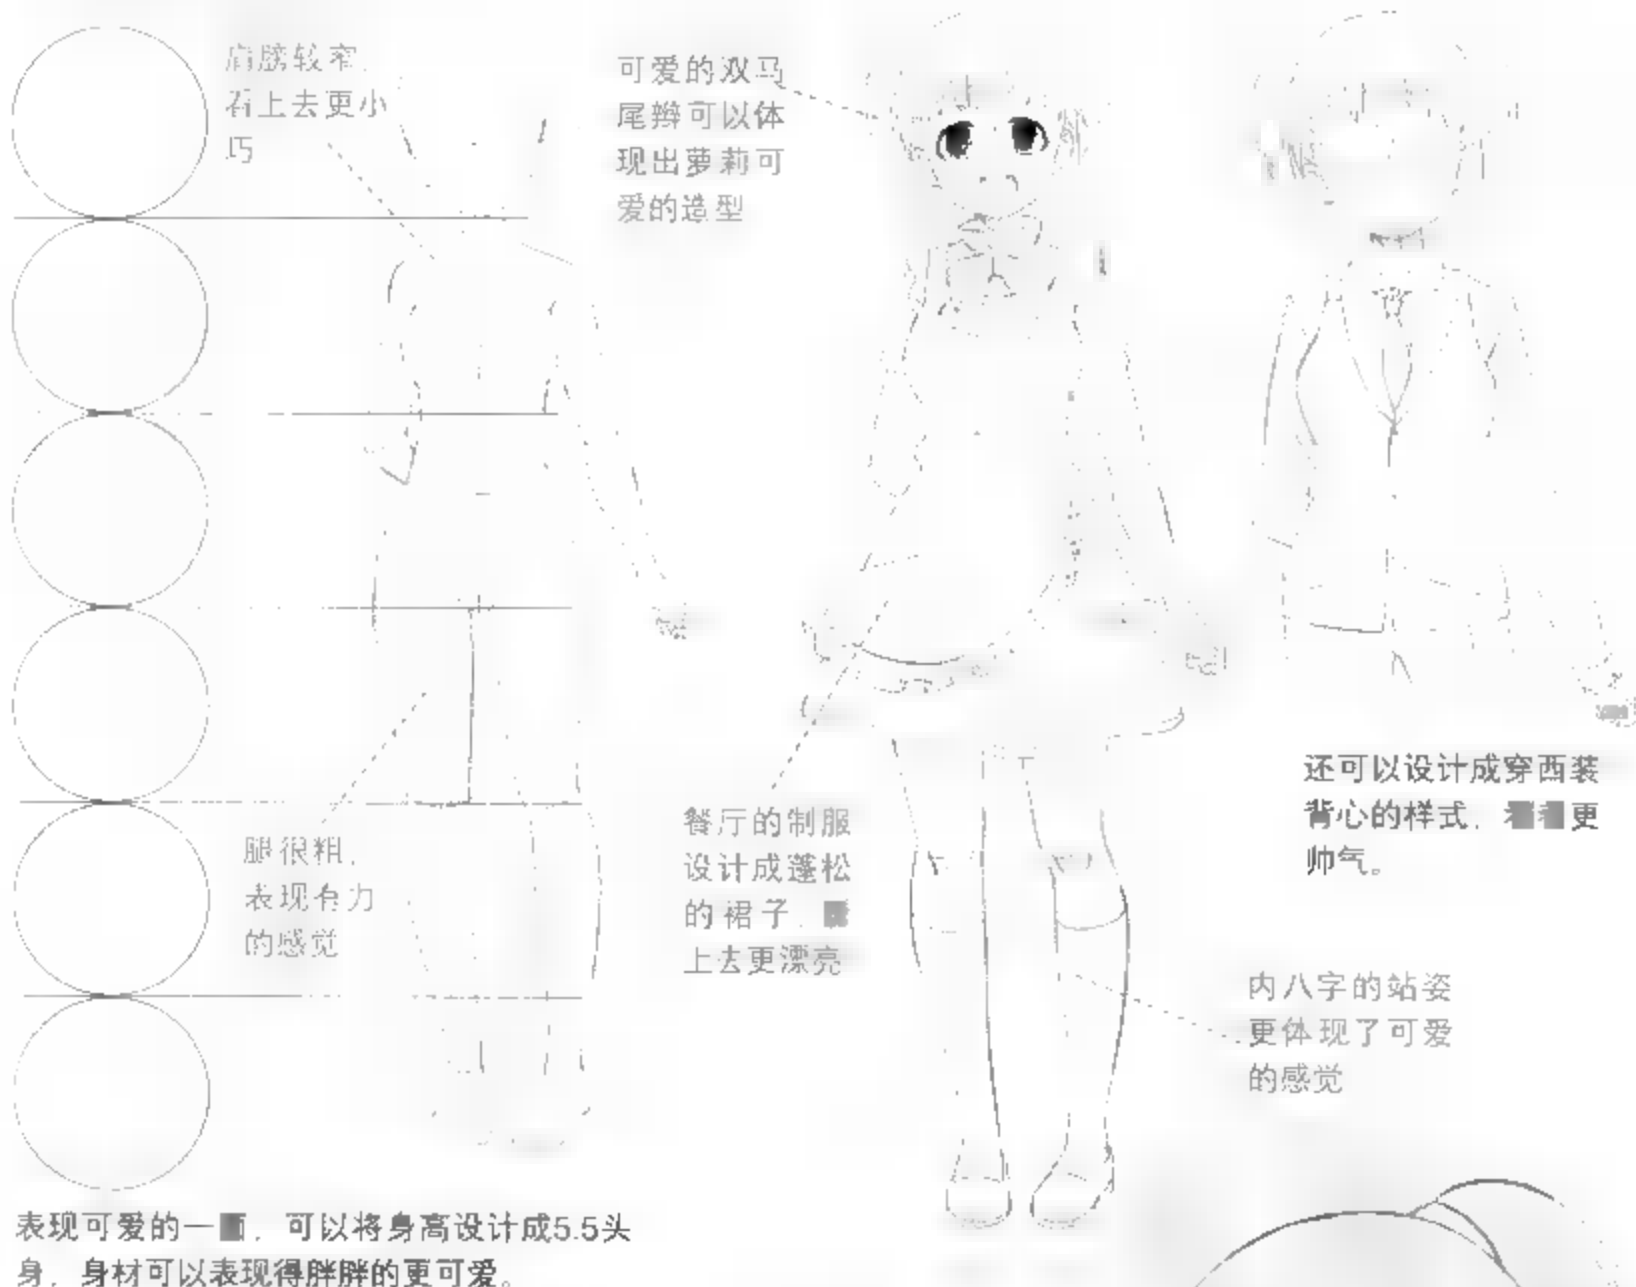 肩膀较窄，
石上去更小
巧
可爱的双马
尾辫可以体
现出萝莉可
爱的造型
还可以设计成穿西装
背心的样式，更
帅气。
餐厅的制服
设计成蓬松
的裙子，
上去更漂亮
腿很粗，
表现有力
的感觉
内八字的站姿
更体现了可爱
的感觉
表现可爱的一，可以将身高设计成5.5头
身，身材可以表现得胖胖的更可爱。